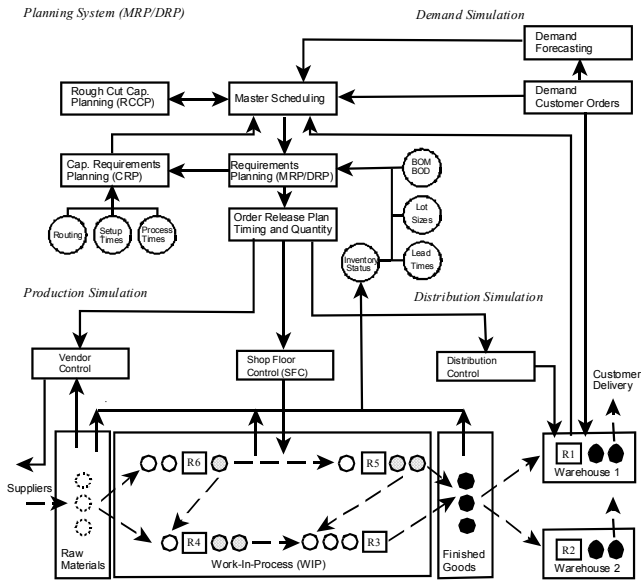 Planning System (MRP/DRP)
Demand Simulation
Demand
Forecasting
Rough Cut Cap.
Planning (RCCP)
Master Scheduling
Demand
Customer Orders
Cap. Requirements
Planning (CRP)
Requirements
Planning (MRP/DRP)
BOM
BOD
Order Release Plan
Timing and Quantity
Lot
Sizes
Routing
Setup
Times
Process
Times
Inventory
Status
Lead
Times
Production Simulation
Distribution Simulation
Vendor
Control
Shop Floor
Control (SFC)
Distribution
Control
Customer
Delivery
R6
R5
R1
Warehouse 1
Suppliers
R4
R3
R2
Raw
Materials
Work-In-Process (WIP)
Finished
Goods
Warehouse 2